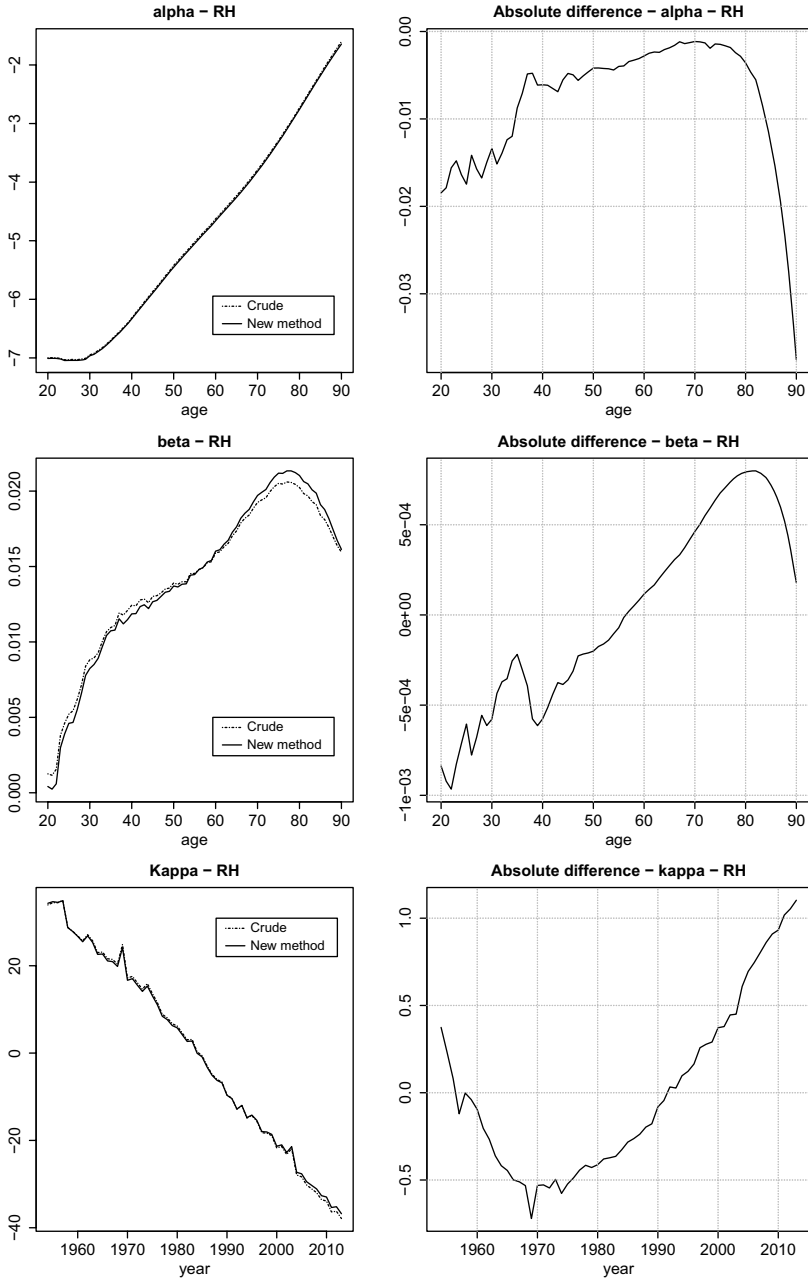 alpha − RH
−2
−3
−4
−5
−6
−7
Crude
New method
20 30 40 50 60 70 80 90
age
Absolute difference − alpha − RH
0.00
−0.01
−0.02
−0.03
20 30 40 50 60 70 80 90
age
beta − RH
0.020
0.015
0.010
0.005
0.000
Crude
New method
20 30 40 50 60 70 80 90
age
Absolute difference − beta − RH
5e−04
0e+00
−5e−04
−1e−03
20 30 40 50 60 70 80 90
age
Kappa − RH
20
0
−20
−40
Crude
New method
1960 1970 1980 1990 2000 2010
year
Absolute difference − kappa − RH
1.0
0.5
0.0
−0.5
1960 1970 1980 1990 2000 2010
year